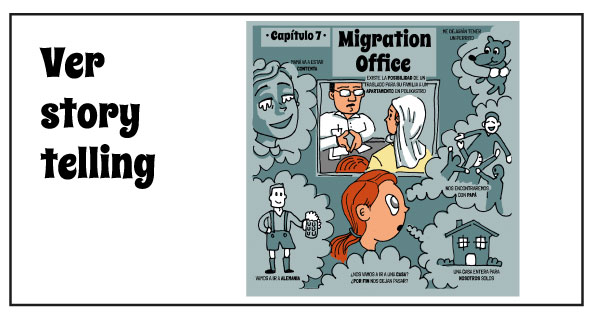 Ver
story
telling
· Capítulo 7 ·
Migration
Office
MAMÁ VA A ESTAR
CONTENTA
EXISTE LA POSIBILIDAD DE UN
TRASLADO PARA SU FAMILIA A UN
APARTAMENTO EN POLIKASTRO
ME DEJARÁN TENER
UN PERRO?
NOS ENCONTRAREMOS
CON PAPÁ
VAMOS A IR A ALEMANIA
¿NOS VAMOS A IR A UNA CASA?
¿POR FIN NOS DEJAN PASAR?
UNA CASA ENTERA PARA
NOSOTROS SOLOS